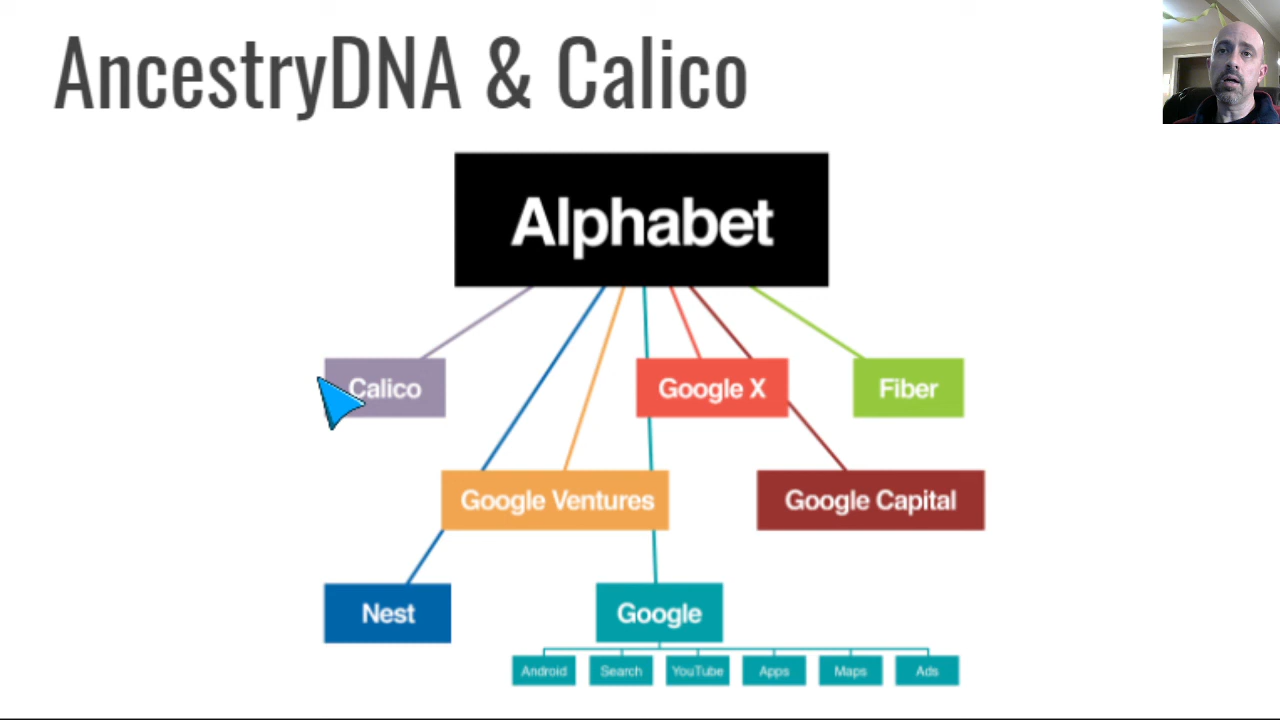 AncestryDNA & Calico
Alphabet
Calico
Google X
Fiber
Google Ventures
Google Capital
Nest
Google
Android
Search
YouTube
Apps
Maps
Ads